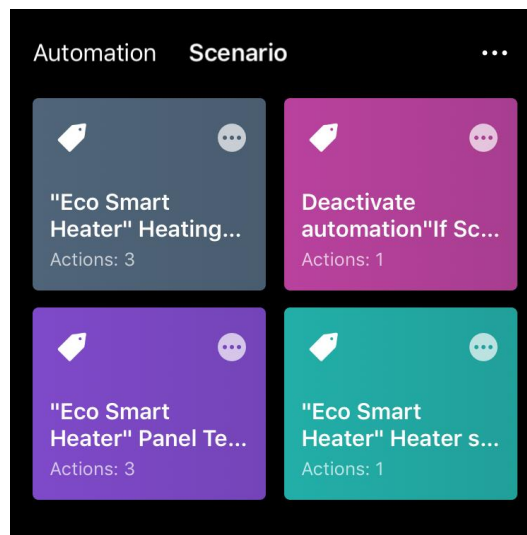 Automation Scenario
"Eco Smart
Heater" Heating...
Actions: 3
Deactivate
automation"If Sc...
Actions: 1
"Eco Smart
Heater" Panel Te...
Actions: 3
"Eco Smart
Heater" Heater s...
Actions: 1